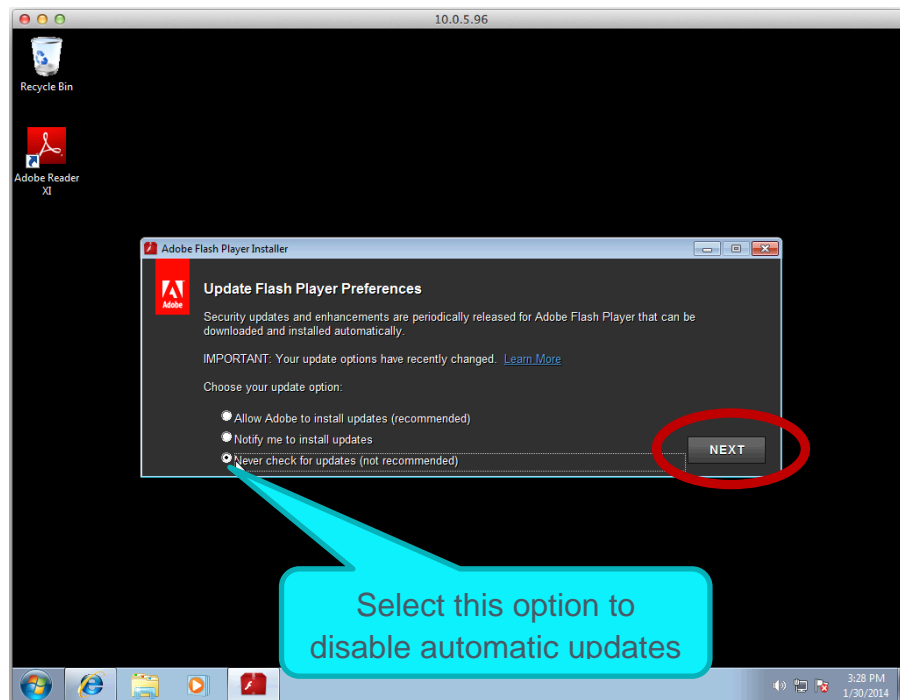 10.0.5.96
Recycle Bin
Adobe Reader
XI
Adobe Flash Player Installer
Adobe
Update Flash Player Preferences
Security updates and enhancements are periodically released for Adobe Flash Player that can be
downloaded and installed automatically.
IMPORTANT: Your update options have recently changed. Learn More
Choose your update option:
Allow Adobe to install updates (recommended)
Notify me to install updates
Never check for updates (not recommended)
NEXT
Select this option to
disable automatic updates
3:28 PM
1/30/2014